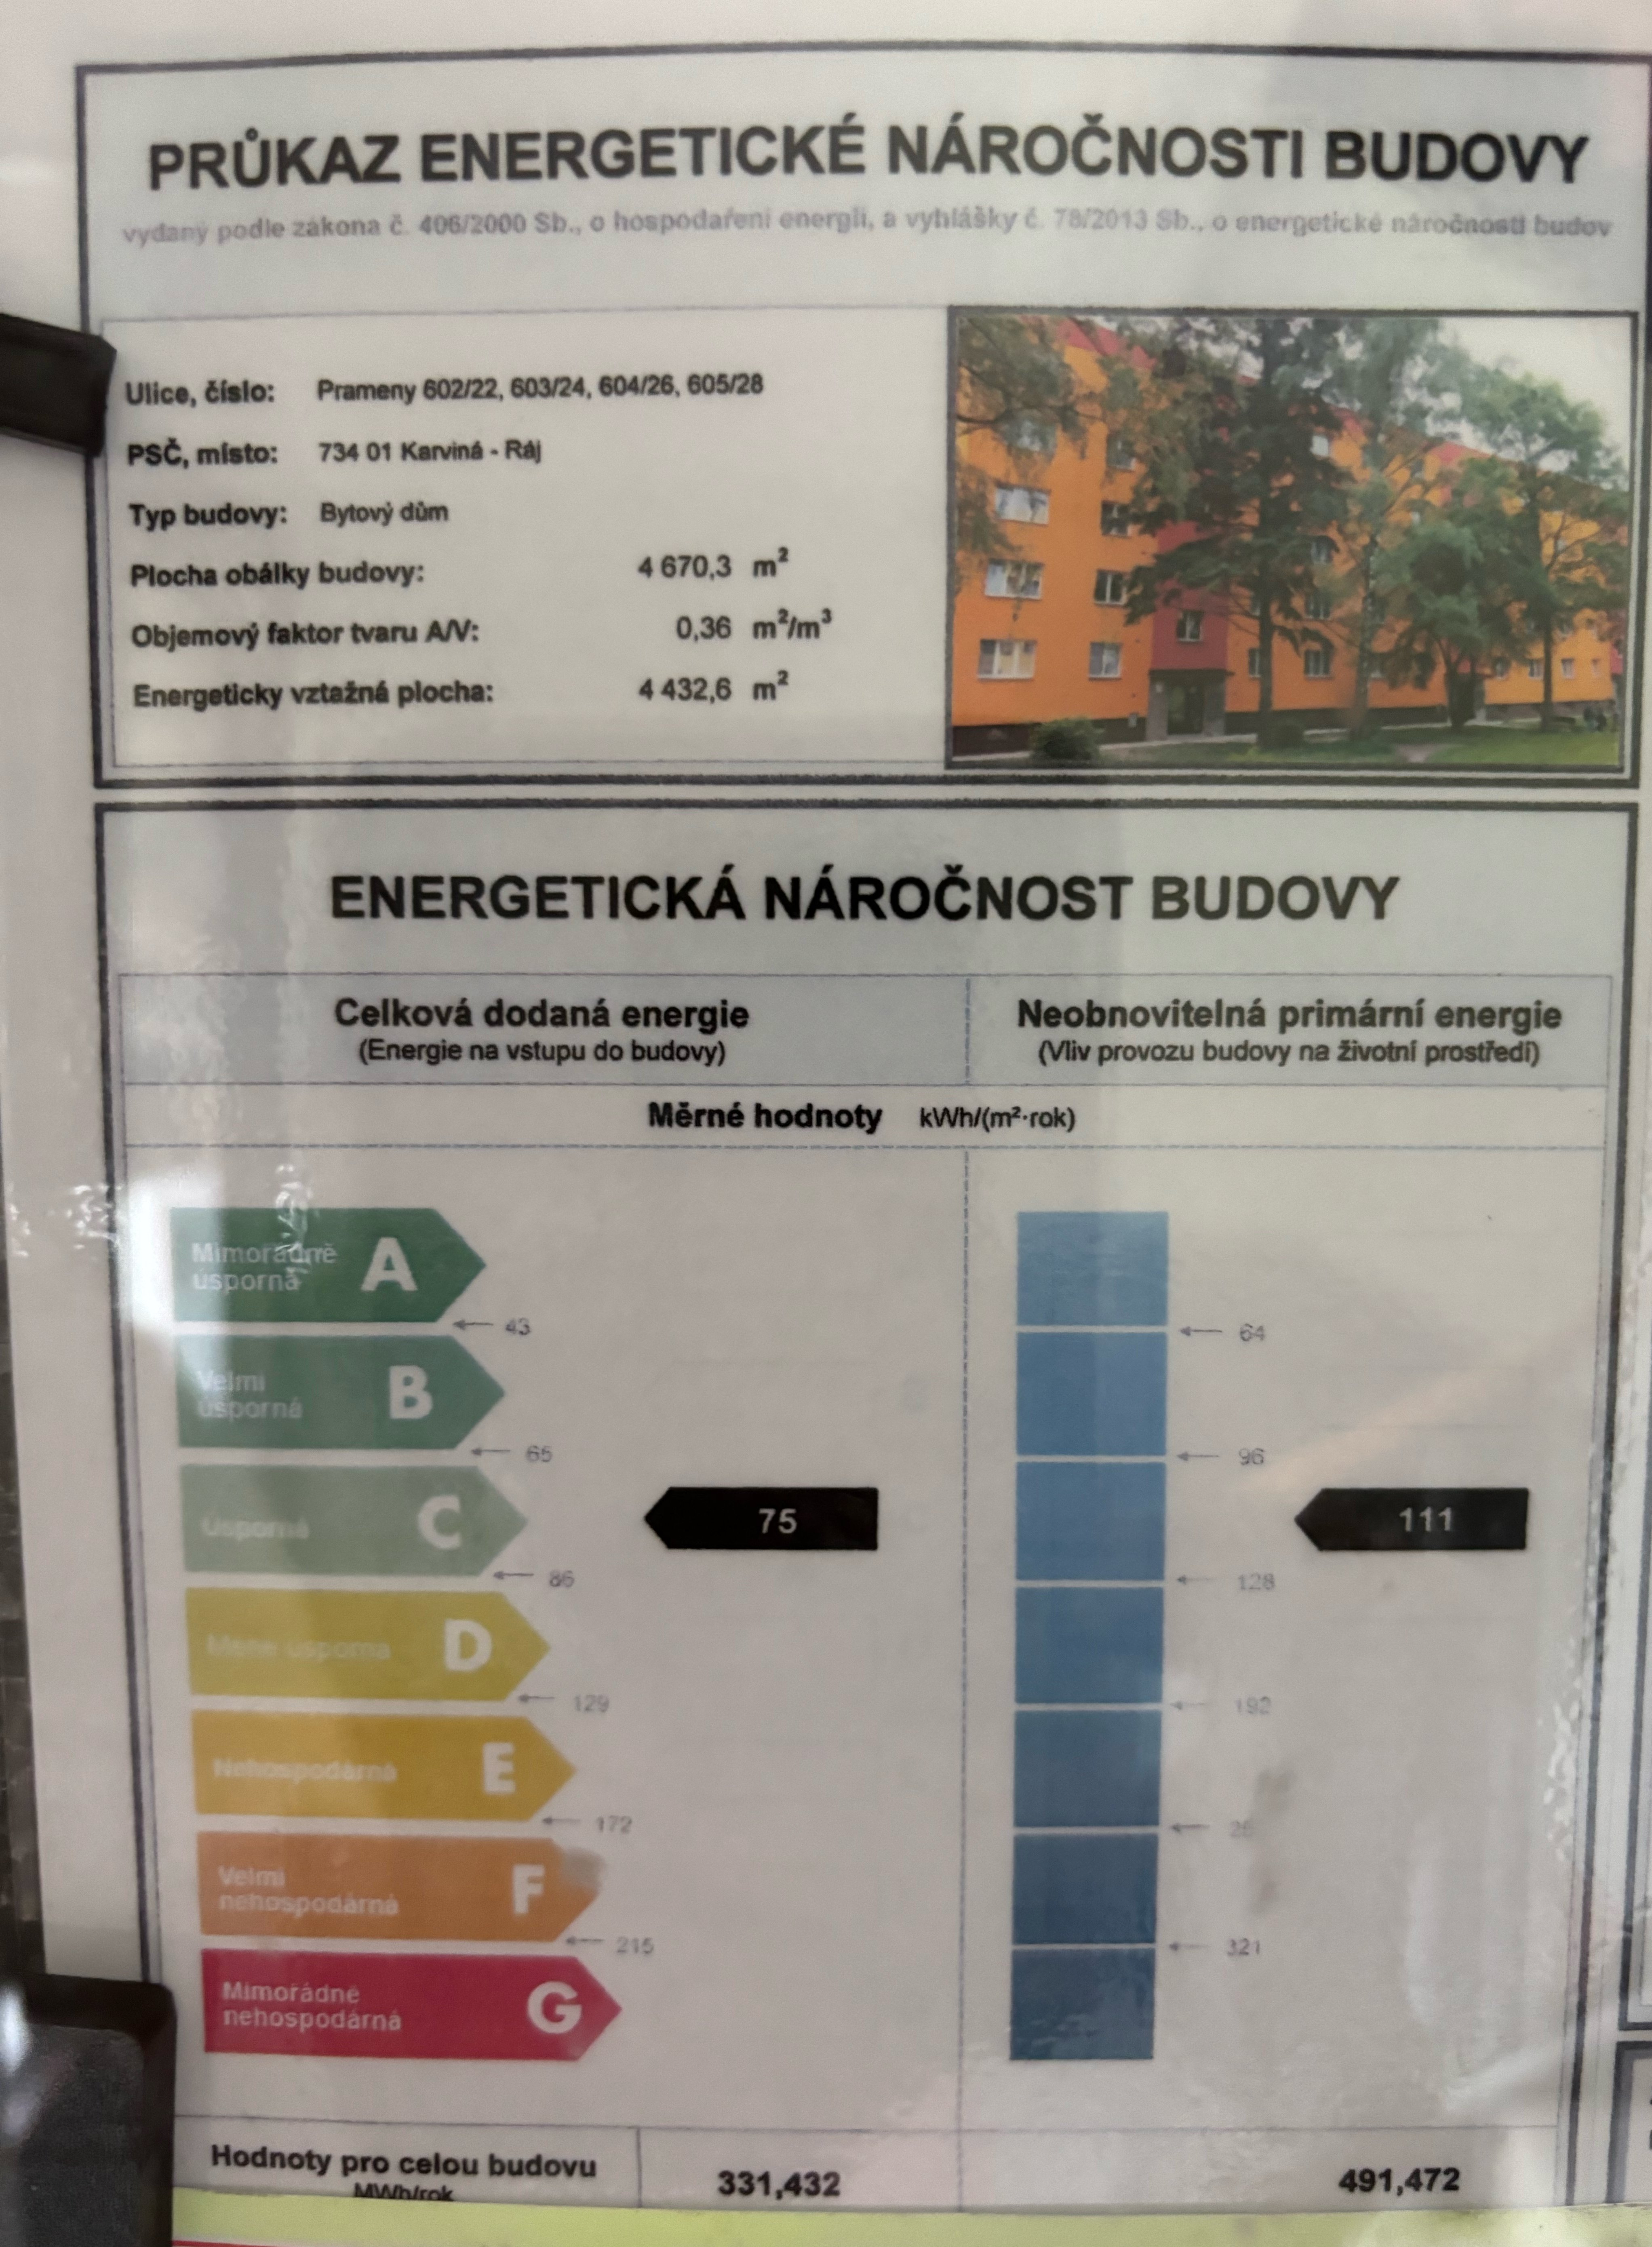 PRŮKAZ ENERGETICKÉ NÁROČNOSTI BUDOVY
vydaný podle zákona č. 406/2000 Sb., o hospodaření energií, a vyhlášky č. 78/2013 Sb., o energetické náročnosti budov
Ulice, číslo: Prameny 602/22, 603/24, 604/26, 605/28
PSČ, místo: 734 01 Karviná - Ráj
Typ budovy: Bytový dům
Plocha obálky budovy: 4 670,3 m²
Objemový faktor tvaru A/V: 0,36 m²/m³
Energeticky vztažná plocha: 4 432,6 m²
ENERGETICKÁ NÁROČNOST BUDOVY
Celková dodaná energie
(Energie na vstupu do budovy)
Neobnovitelná primární energie
(Vliv provozu budovy na životní prostředí)
Měrné hodnoty kWh/(m²·rok)
Mimořádně
úsporná A
43
64
Velmi
úsporná B
65
96
Úsporná C
75
111
86
128
Méně úsporná D
129
192
Nehospodárná E
172
Velmi
nehospodárná F
215
321
Mimořádně
nehospodárná G
Hodnoty pro celou budovu
MWh/rok
331,432
491,472